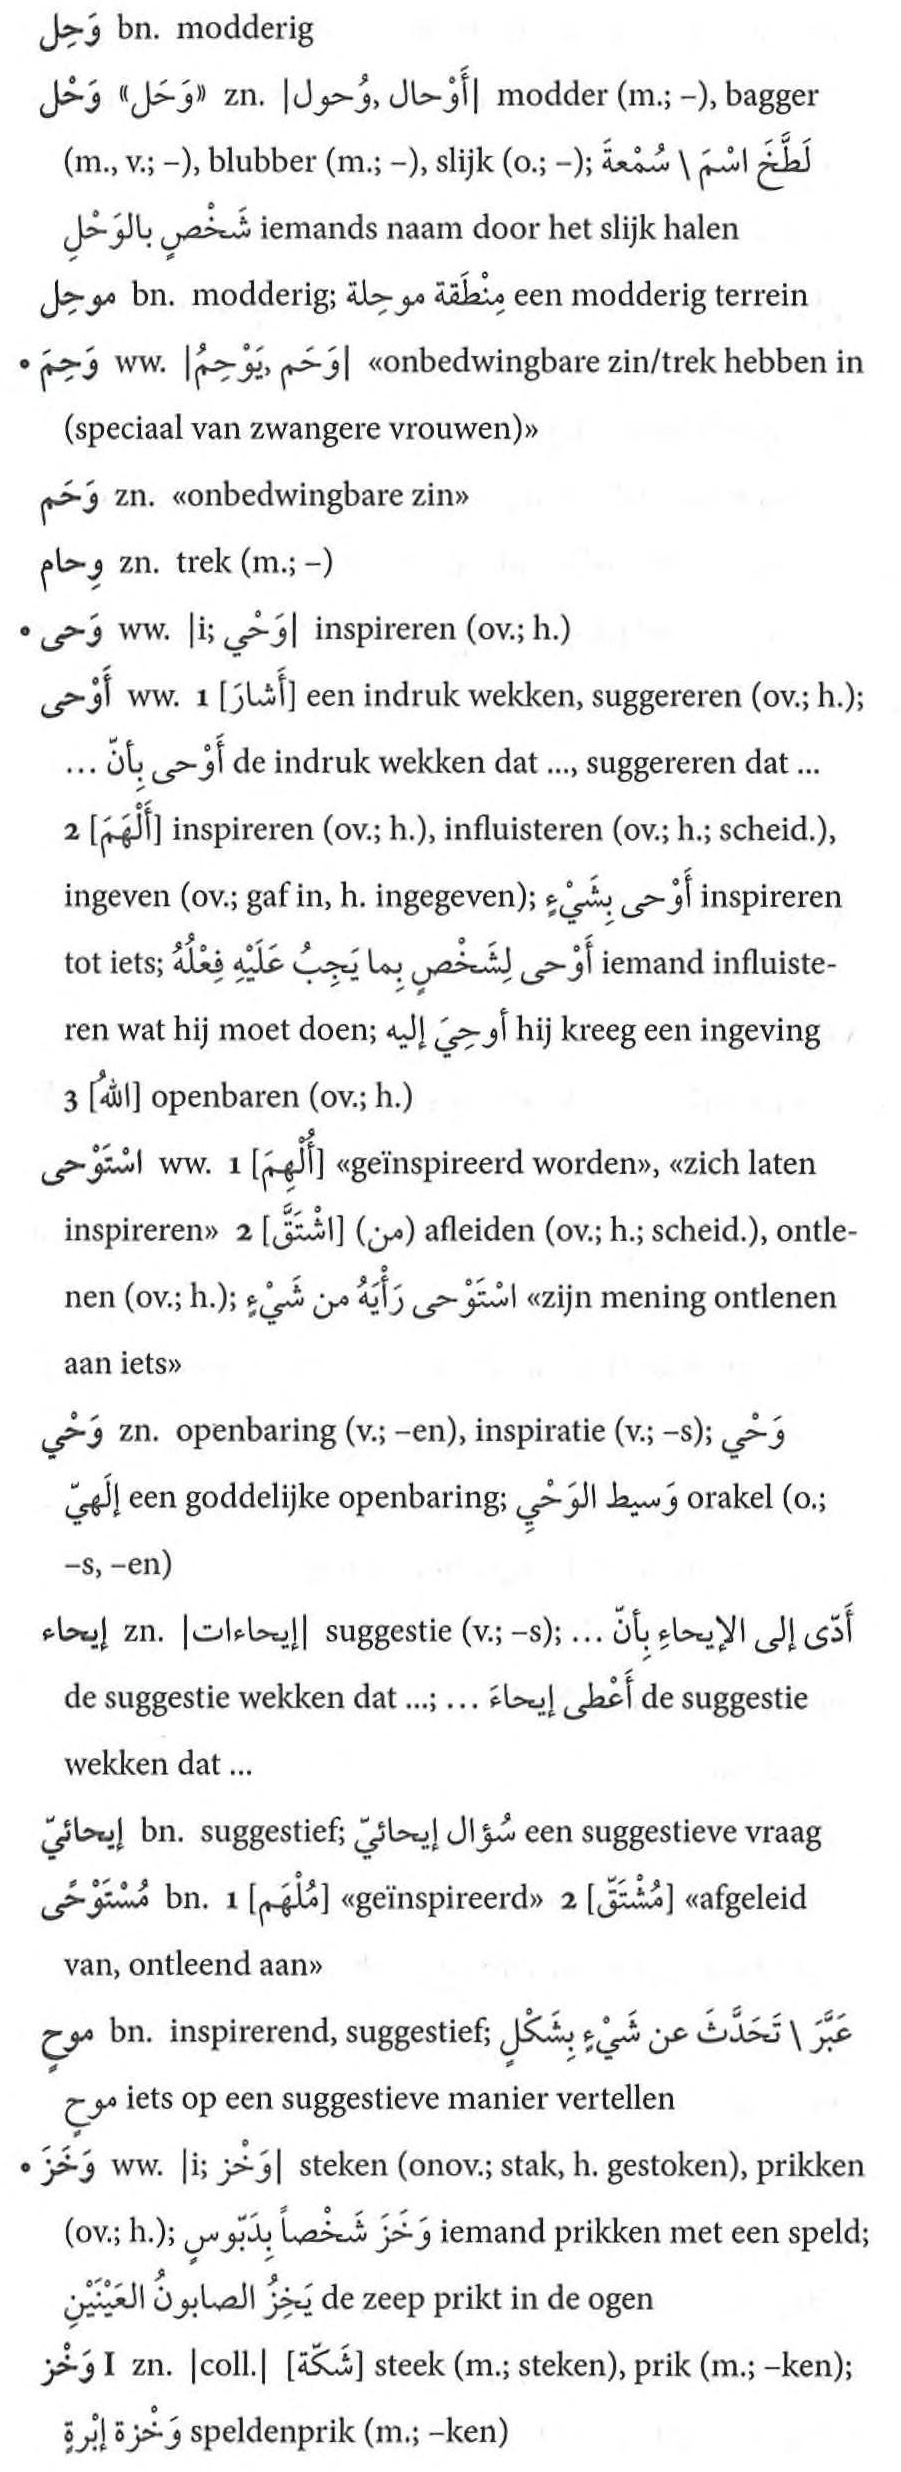 وَحِل bn. modderig
وَحْل «وَحَل» zn. |أَوْحال, وُحول| modder (m.; –), bagger
(m., v.; –), blubber (m.; –), slijk (o.; –); لَطَّخَ اسْمَ \ سُمْعةَ
شَخْصٍ بالوَحْلِ iemands naam door het slijk halen
موحِل bn. modderig; مِنْطَقة موحِلة een modderig terrein
• وَحِمَ ww. |وَحَم ,يَوْحِمُ| «onbedwingbare zin/trek hebben in
(speciaal van zwangere vrouwen)»
وَحَم zn. «onbedwingbare zin»
وِحام zn. trek (m.; –)
• وَحى ww. |i; وَحْي| inspireren (ov.; h.)
أَوْحى ww. 1 [أَشارَ] een indruk wekken, suggereren (ov.; h.);
أَوْحى بِأنّ ... de indruk wekken dat ..., suggereren dat ...
2 [أَلْهَمَ] inspireren (ov.; h.), influisteren (ov.; h.; scheid.),
ingeven (ov.; gaf in, h. ingegeven); أَوْحى بِشَيْءٍ inspireren
tot iets; أَوْحى لِشَخْصٍ بِما يَجِبُ عَلَيْهِ فِعْلُهُ iemand influiste-
ren wat hij moet doen; أوحِيَ إليه hij kreeg een ingeving
3 [اللهُ] openbaren (ov.; h.)
اسْتَوْحى ww. 1 [أُلْهِمَ] «geïnspireerd worden», «zich laten
inspireren» 2 [اشْتَقَّ] (من) afleiden (ov.; h.; scheid.), ontle-
nen (ov.; h.); اسْتَوْحى رَأْيَهُ من شَيْءٍ «zijn mening ontlenen
aan iets»
وَحْي zn. openbaring (v.; –en), inspiratie (v.; –s); وَحْي
إلَهيّ een goddelijke openbaring; وَسيط الوَحْيِ orakel (o.;
–s, –en)
إيحاء zn. |إيحاءات| suggestie (v.; –s); أَدّى إلى الإيحاءِ بِأنّ ...
de suggestie wekken dat ...; أَعْطى إيحاءَ ... de suggestie
wekken dat ...
إيحائيّ bn. suggestief; سُؤال إيحائيّ een suggestieve vraag
مُسْتَوْحًى bn. 1 [مُلْهَم] «geïnspireerd» 2 [مُشْتَقّ] «afgeleid
van, ontleend aan»
موحٍ bn. inspirerend, suggestief; عَبَّرَ \ تَحَدَّثَ عن شَيْءٍ بِشَكْلٍ
موحٍ iets op een suggestieve manier vertellen
• وَخَزَ ww. |i; وَخْز| steken (onov.; stak, h. gestoken), prikken
(ov.; h.); وَخَزَ شَخْصاً بِدَبّوسٍ iemand prikken met een speld;
يَخِزُ الصابونُ العَيْنَيْنِ de zeep prikt in de ogen
وَخْز I zn. |coll.| [شَكّة] steek (m.; steken), prik (m.; –ken);
وَخْزة إبْرةٍ speldenprik (m.; –ken)